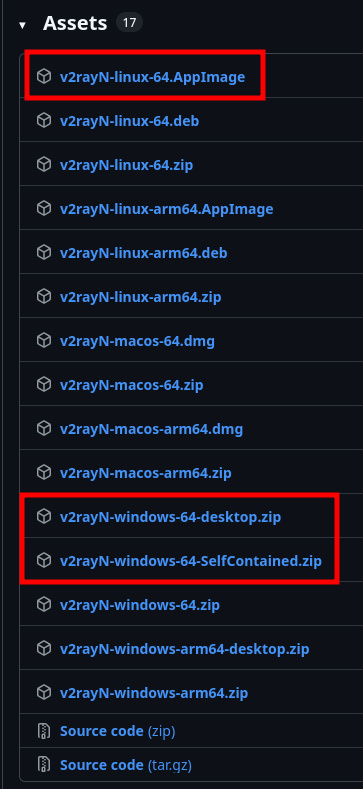 Assets 17
v2rayN-linux-64.AppImage
v2rayN-linux-64.deb
v2rayN-linux-64.zip
v2rayN-linux-arm64.AppImage
v2rayN-linux-arm64.deb
v2rayN-linux-arm64.zip
v2rayN-macos-64.dmg
v2rayN-macos-64.zip
v2rayN-macos-arm64.dmg
v2rayN-macos-arm64.zip
v2rayN-windows-64-desktop.zip
v2rayN-windows-64-SelfContained.zip
v2rayN-windows-64.zip
v2rayN-windows-arm64-desktop.zip
v2rayN-windows-arm64.zip
Source code (zip)
Source code (tar.gz)